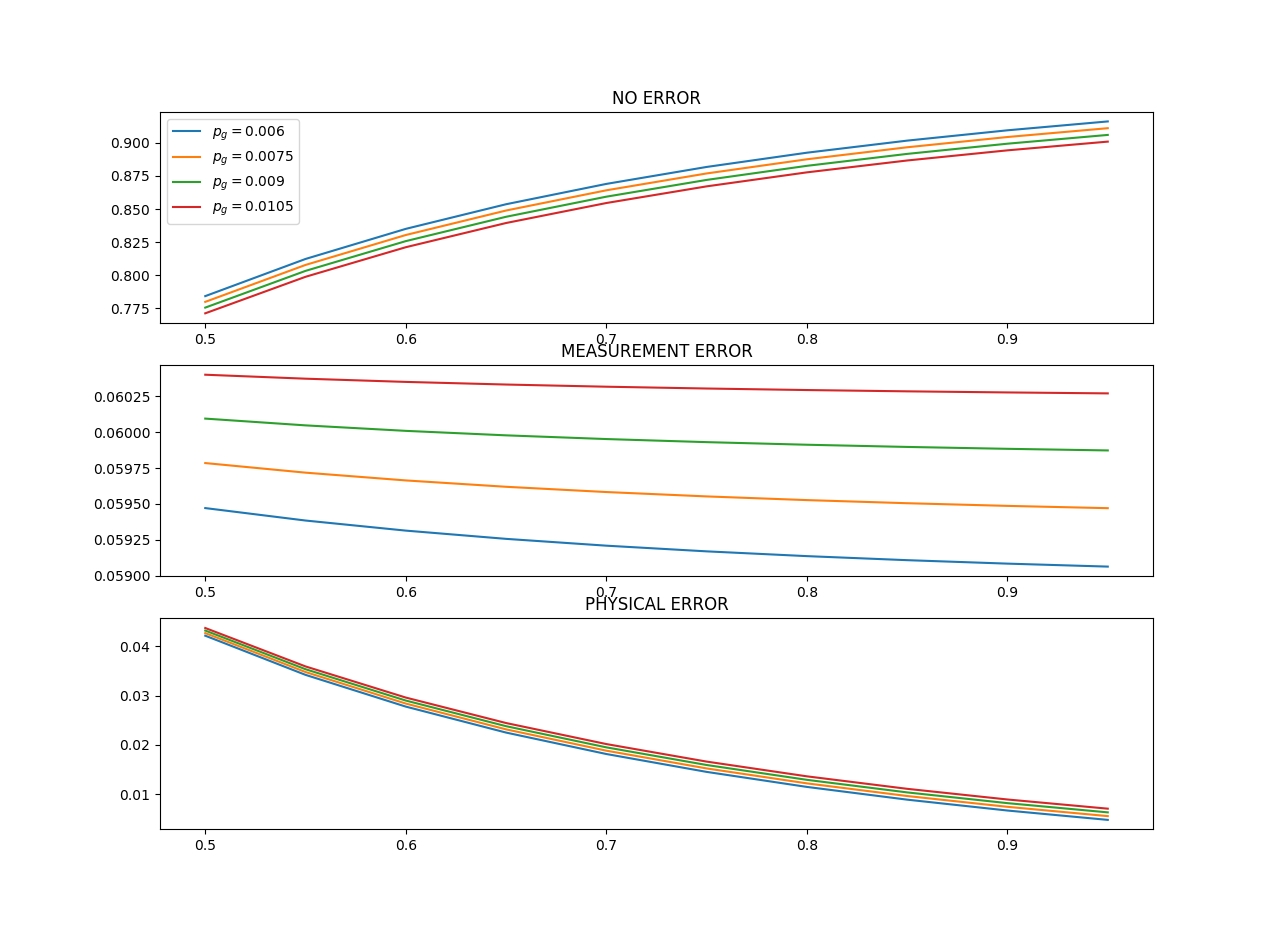 NO ERROR
p_g = 0.006
p_g = 0.0075
p_g = 0.009
p_g = 0.0105
0.900
0.875
0.850
0.825
0.800
0.775
0.5 0.6 0.7 0.8 0.9
MEASUREMENT ERROR
0.06025
0.06000
0.05975
0.05950
0.05925
0.05900
0.5 0.6 0.7 0.8 0.9
PHYSICAL ERROR
0.04
0.03
0.02
0.01
0.5 0.6 0.7 0.8 0.9